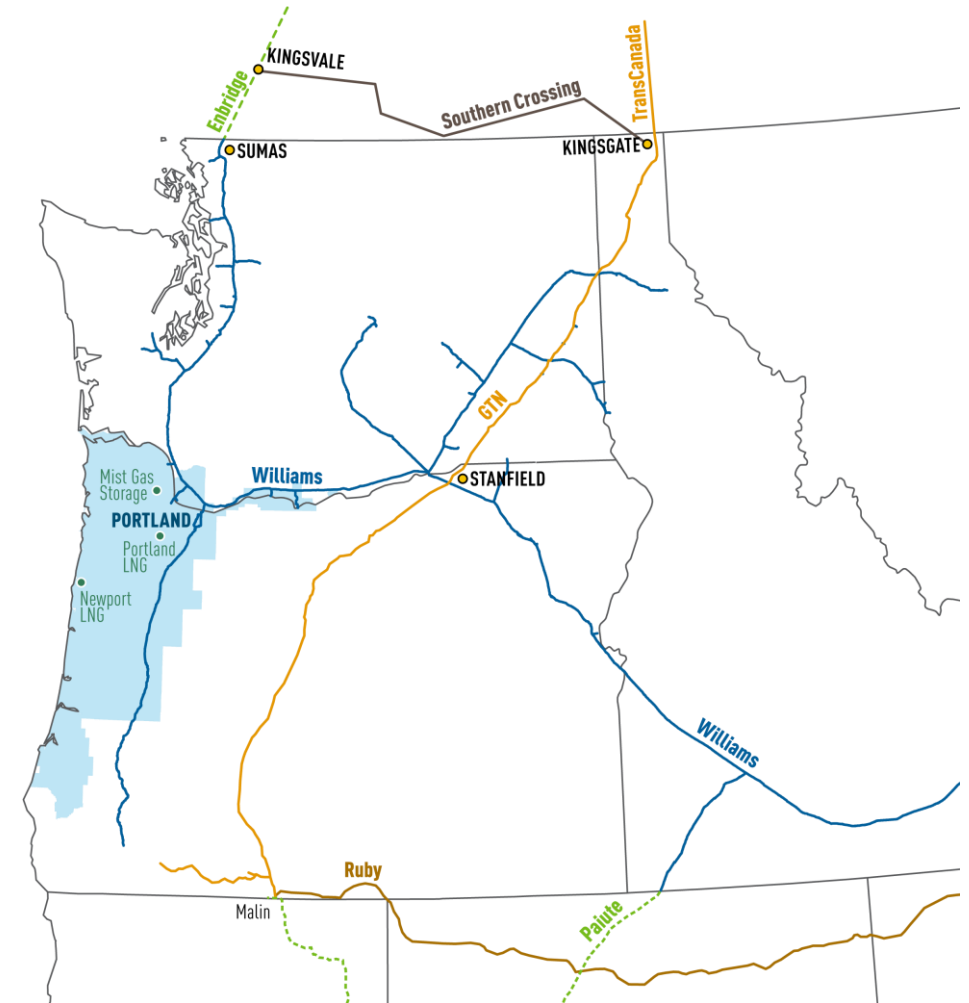 KINGSVALE
Enbridge
Southern Crossing
TransCanada
SUMAS
KINGSGATE
GTN
Williams
STANFIELD
Mist Gas
Storage
PORTLAND
Portland
LNG
Newport
LNG
Williams
Ruby
Malin
Paiute